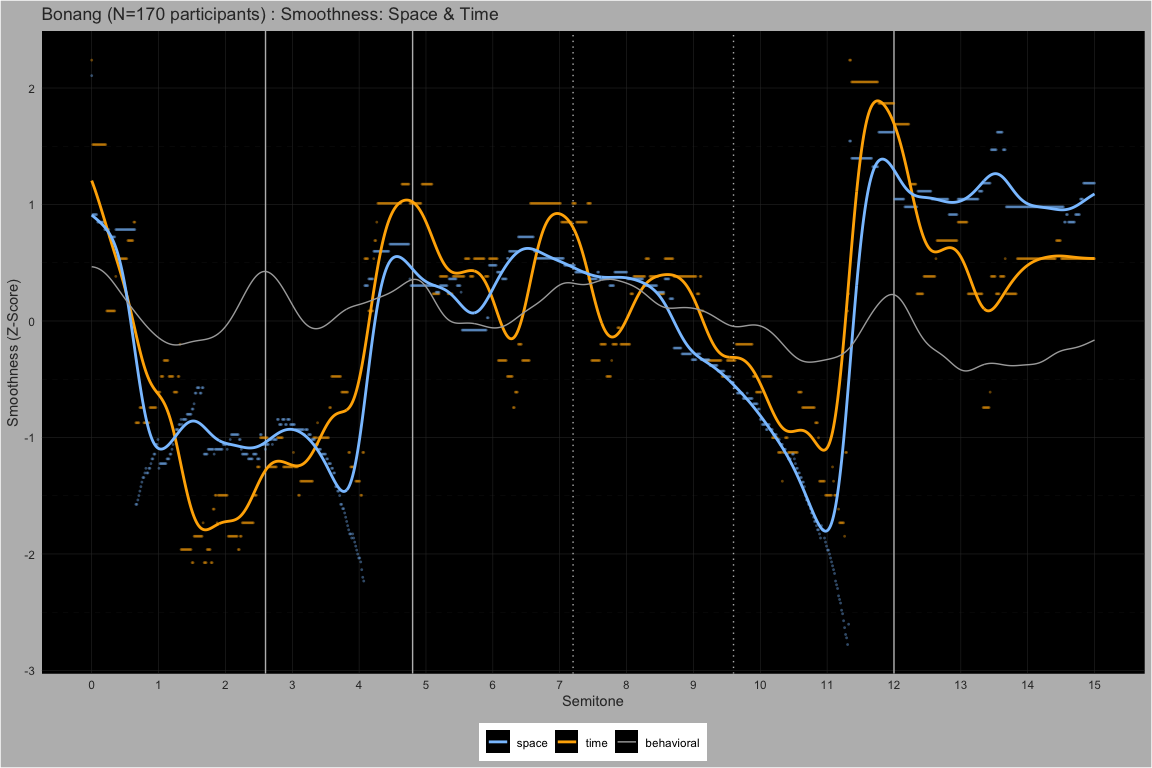 Bonang (N=170 participants) : Smoothness: Space & Time
Smoothness (Z-Score)
2
1
0
-1
-2
-3
0 1 2 3 4 5 6 7 8 9 10 11 12 13 14 15
Semitone
space time behavioral